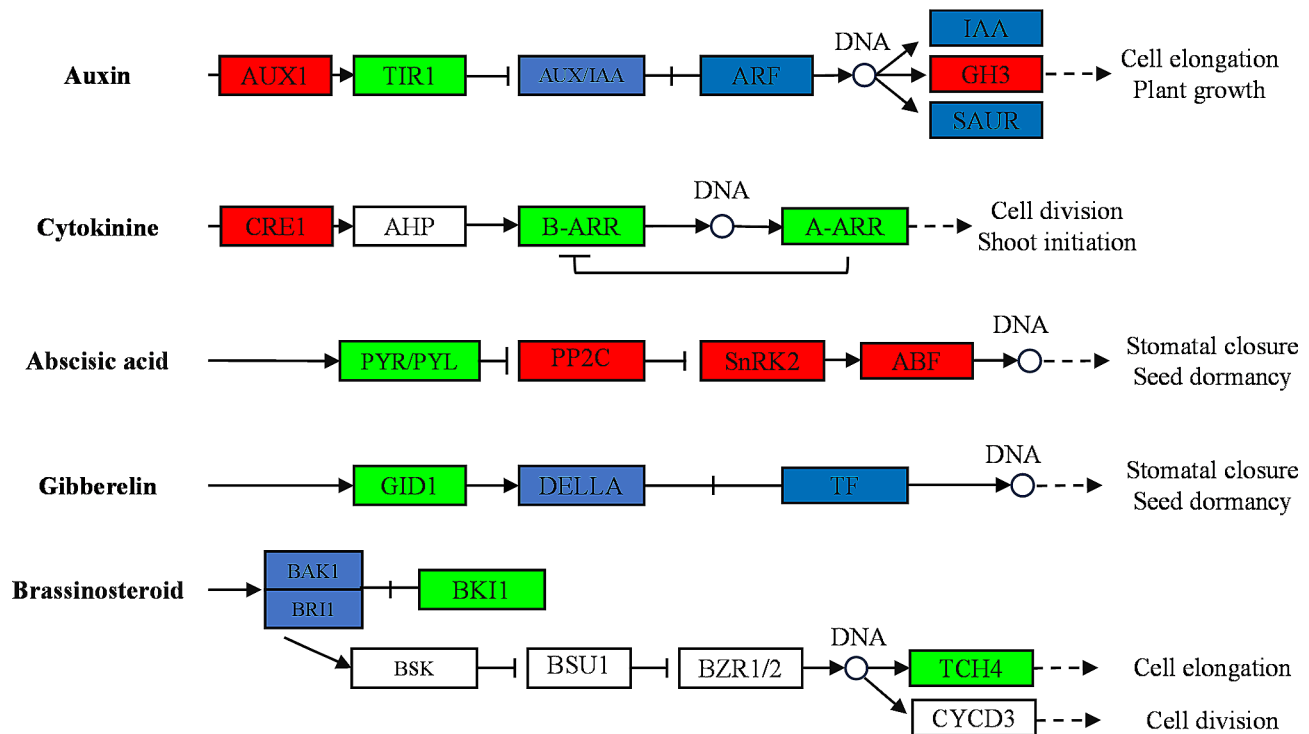 DNA
IAA
Auxin
AUX1
TIR1
AUX/IAA
ARF
GH3
Cell elongation
Plant growth
SAUR
DNA
Cytokinine
CRE1
AHP
B-ARR
A-ARR
Cell division
Shoot initiation
DNA
Abscisic acid
PYR/PYL
PP2C
SnRK2
ABF
Stomatal closure
Seed dormancy
DNA
Gibberelin
GID1
DELLA
TF
Stomatal closure
Seed dormancy
Brassinosteroid
BAK1
BRI1
BKI1
DNA
BSK
BSU1
BZR1/2
TCH4
Cell elongation
CYCD3
Cell division